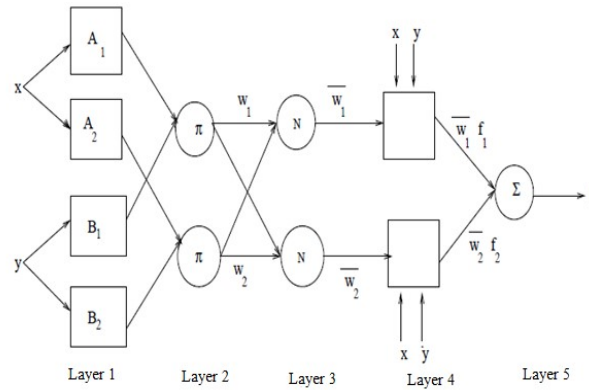 x y
A1
x
w1
w̅1
π
N
A2
w̅1 f1
Σ
B1
y
π
N
w2
w̅2
w̅2 f2
B2
x y
Layer 1 Layer 2 Layer 3 Layer 4 Layer 5